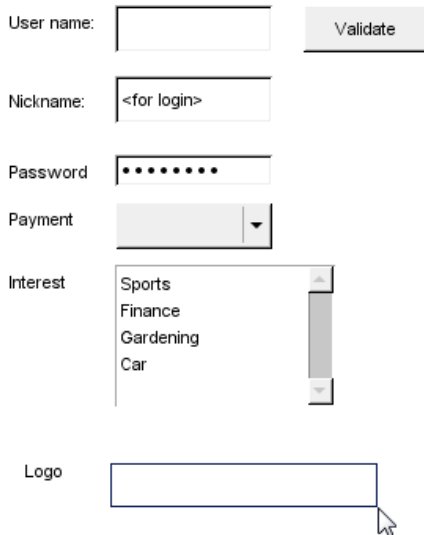 User name:
Validate
Nickname:
<for login>
Password
••••••••
Payment
Interest
Sports
Finance
Gardening
Car
Logo